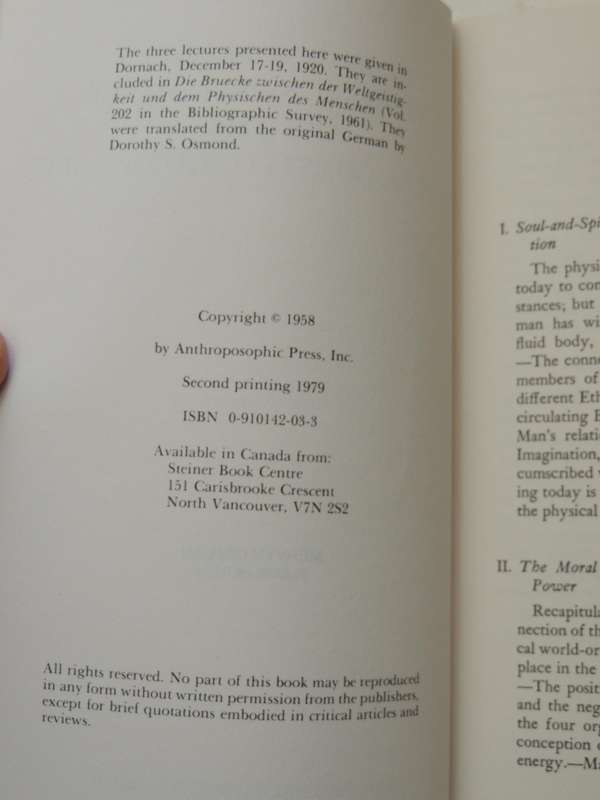 The three lectures presented here were given in
Dornach, December 17-19, 1920. They are in-
cluded in Die Bruecke zwischen der Weltgeistig-
keit und dem Physischen des Menschen (Vol.
202 in the Bibliographic Survey, 1961). They
were translated from the original German by
Dorothy S. Osmond.
Copyright © 1958
by Anthroposophic Press, Inc.
Second printing 1979
ISBN 0-910142-03-3
Available in Canada from:
Steiner Book Centre
151 Carisbrooke Crescent
North Vancouver, V7N 2S2
All rights reserved. No part of this book may be reproduced
in any form without written permission from the publishers,
except for brief quotations embodied in critical articles and
reviews.
I. Soul-and-Spi
tion
The physi
today to con
stances; but
man has wi
fluid body,
—The conne
members of
different Eth
circulating E
Man's relati
Imagination,
cumscribed
ing today is
the physical
II. The Moral
Power
Recapitula
nection of th
cal world-or
place in the
—The posit
and the neg
the four org
conception
energy.—Ma